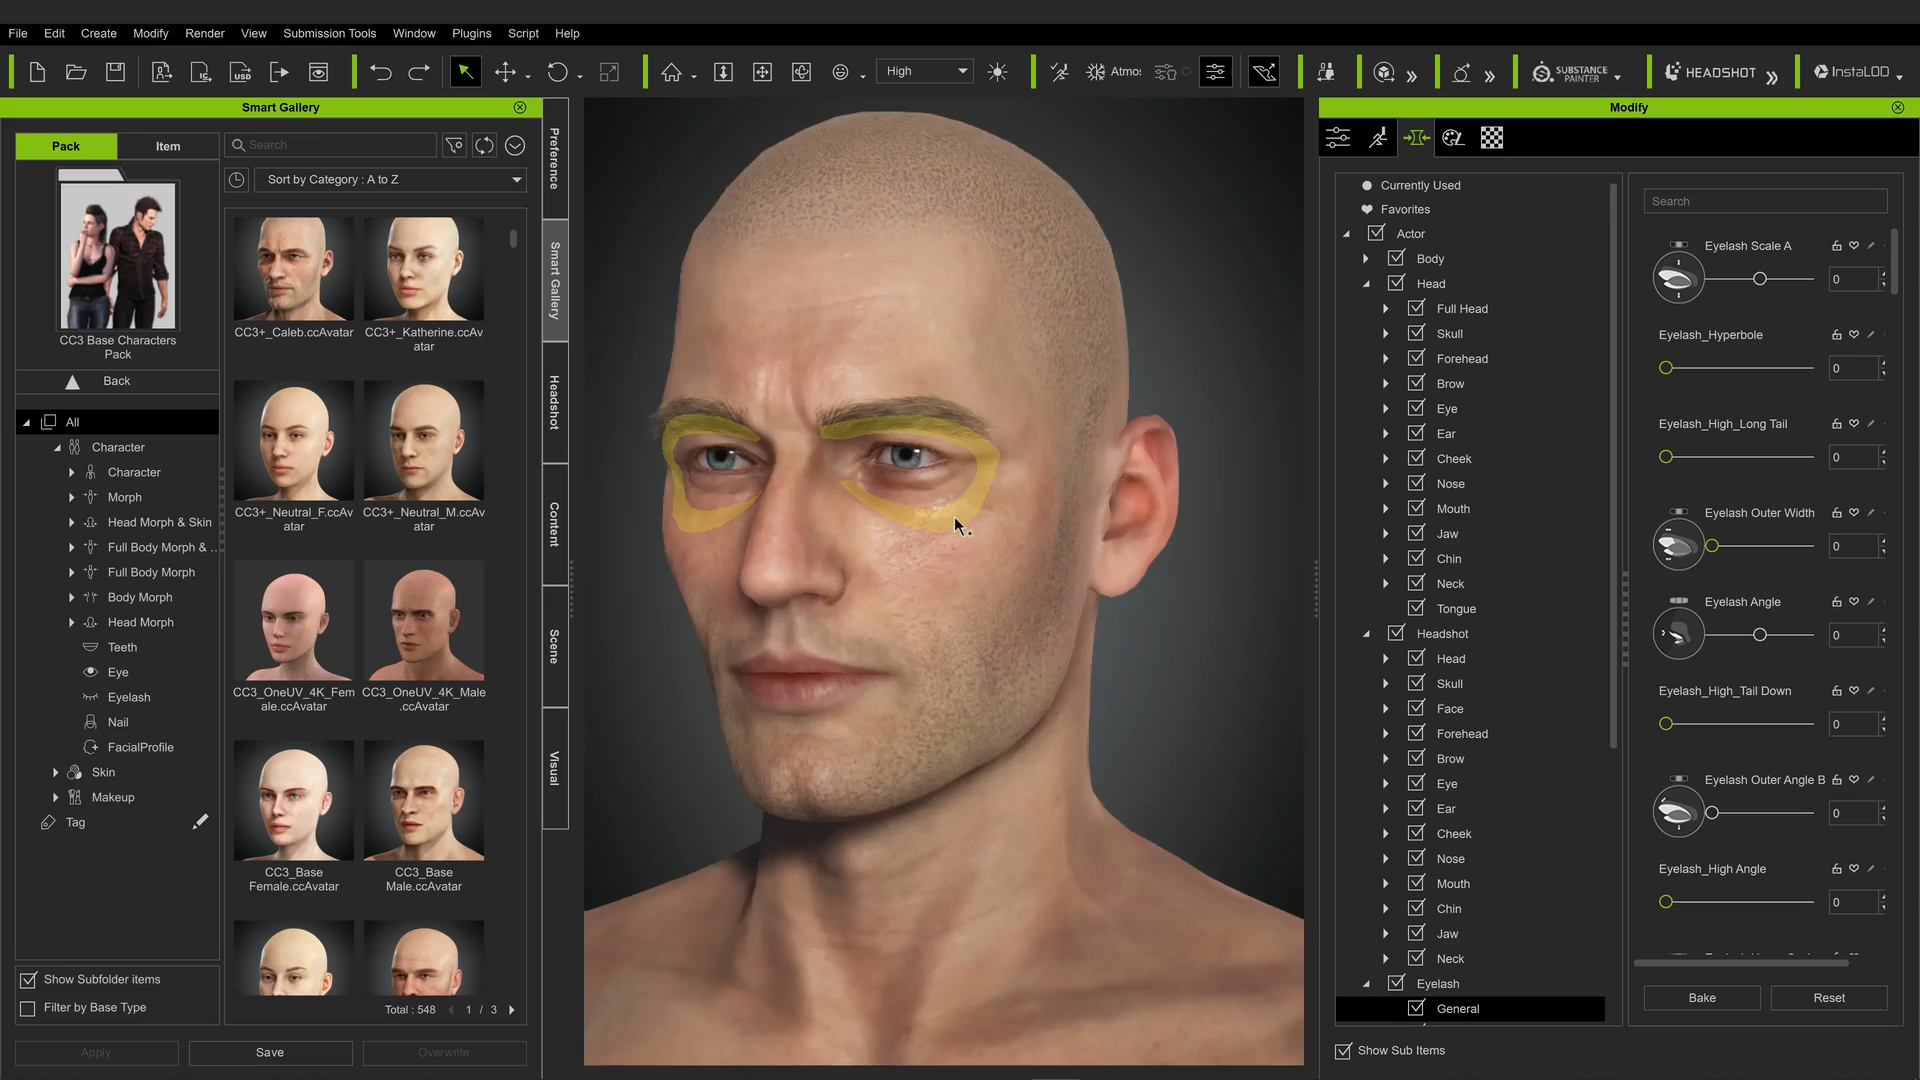 File Edit Create Modify Render View Submission Tools Window Plugins Script Help
High
Atmos
SUBSTANCE PAINTER
HEADSHOT
InstaLOD
Smart Gallery
Modify
Pack
Item
Search
Sort by Category : A to Z
CC3 Base Characters
Pack
Back
All
Character
Character
Morph
Head Morph & Skin
Full Body Morph & ..
Full Body Morph
Body Morph
Head Morph
Teeth
Eye
Eyelash
Nail
FacialProfile
Skin
Makeup
Tag
Show Subfolder items
Filter by Base Type
CC3+_Caleb.ccAvatar
CC3+_Katherine.ccAv
atar
CC3+_Neutral_F.ccAv
atar
CC3+_Neutral_M.ccAv
atar
CC3_OneUV_4K_Fem
ale.ccAvatar
CC3_OneUV_4K_Male
.ccAvatar
CC3_Base
Female.ccAvatar
CC3_Base
Male.ccAvatar
Total : 548 1 / 3
Apply
Save
Overwrite
Preference
Smart Gallery
Headshot
Content
Scene
Visual
Currently Used
Favorites
Actor
Body
Head
Full Head
Skull
Forehead
Brow
Eye
Ear
Cheek
Nose
Mouth
Jaw
Chin
Neck
Tongue
Headshot
Head
Skull
Face
Forehead
Brow
Eye
Ear
Cheek
Nose
Mouth
Chin
Jaw
Neck
Eyelash
General
Show Sub Items
Search
Eyelash Scale A
0
Eyelash_Hyperbole
0
Eyelash_High_Long Tail
0
Eyelash Outer Width
0
Eyelash Angle
0
Eyelash_High_Tail Down
0
Eyelash Outer Angle B
0
Eyelash_High Angle
0
Bake
Reset